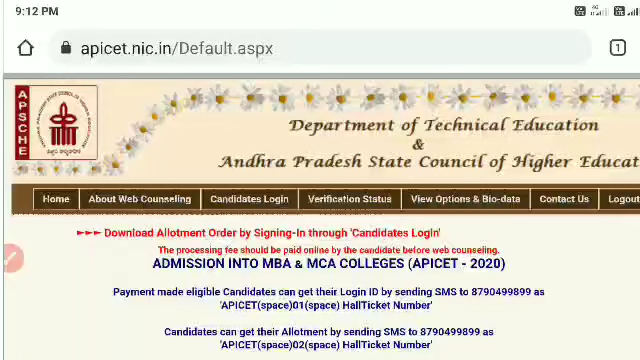 9:12 PM
apicet.nic.in/Default.aspx
1
APSCHE
Department of Technical Education
&
Andhra Pradesh State Council of Higher Educat
Home About Web Counseling Candidates Login Verification Status View Options & Bio-data Contact Us Logout
►►► Download Allotment Order by Signing-In through 'Candidates Login'
The processing fee should be paid online by the candidate before web counseling.
ADMISSION INTO MBA & MCA COLLEGES (APICET - 2020)
Payment made eligible Candidates can get their Login ID by sending SMS to 8790499899 as
'APICET(space)01(space) HallTicket Number'
Candidates can get their Allotment by sending SMS to 8790499899 as
'APICET(space)02(space) HallTicket Number'